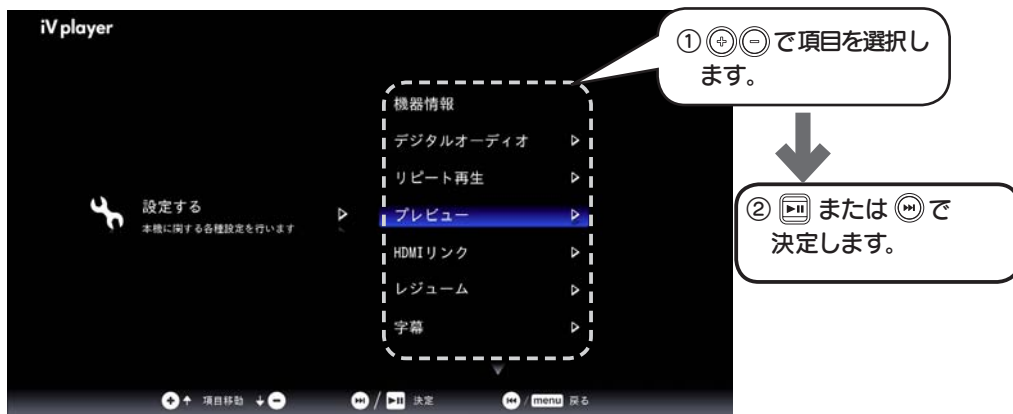 iVplayer
① ⊕⊖で項目を選択し
ます。
機器情報
デジタルオーディオ
リピート再生
設定する
本機に関する各種設定を行います
プレビュー
② または で
決定します。
HDMIリンク
レジューム
字幕
項目移動 / 決定 / menu 戻る